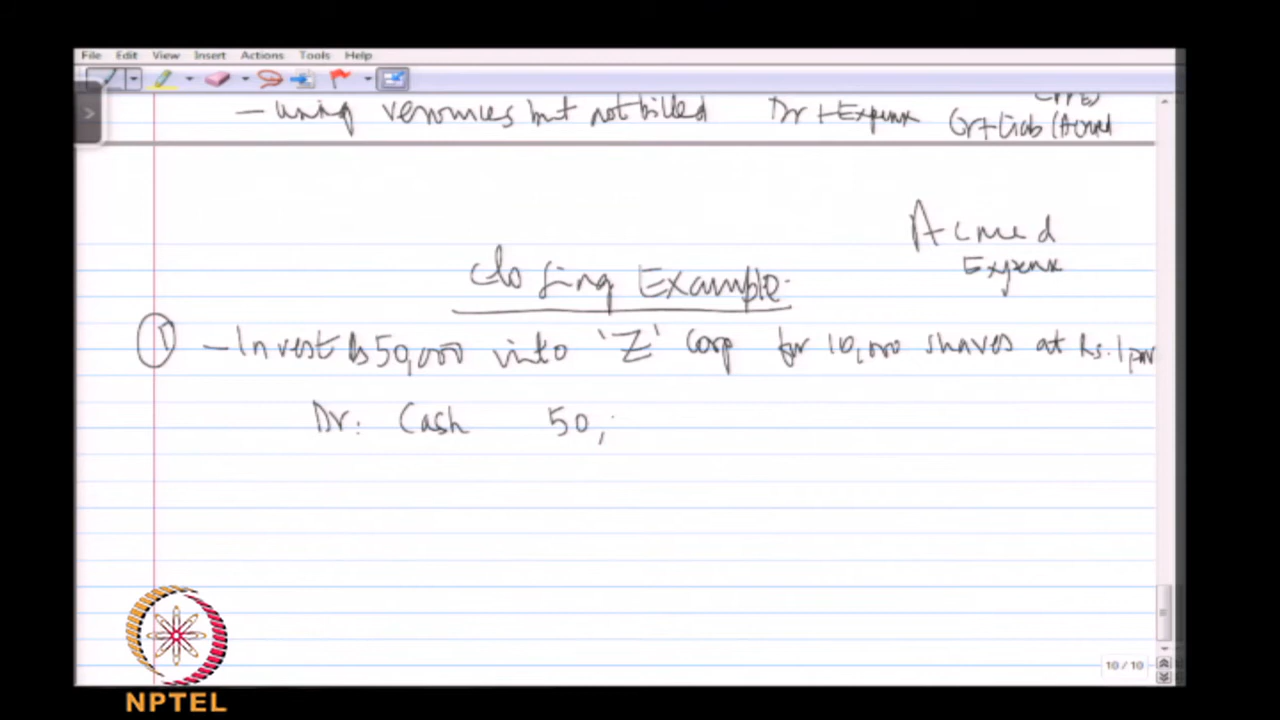 File Edit View Insert Actions Tools Help
- using resources but not billed Dr + Expense
Cr + Liab (Accrued
Accrued
Expense
Closing Example
① - Invest Rs 50,000 into 'Z' Corp for 10,000 shares at Rs. 1 par
Dr: Cash 50,
10 / 10
NPTEL